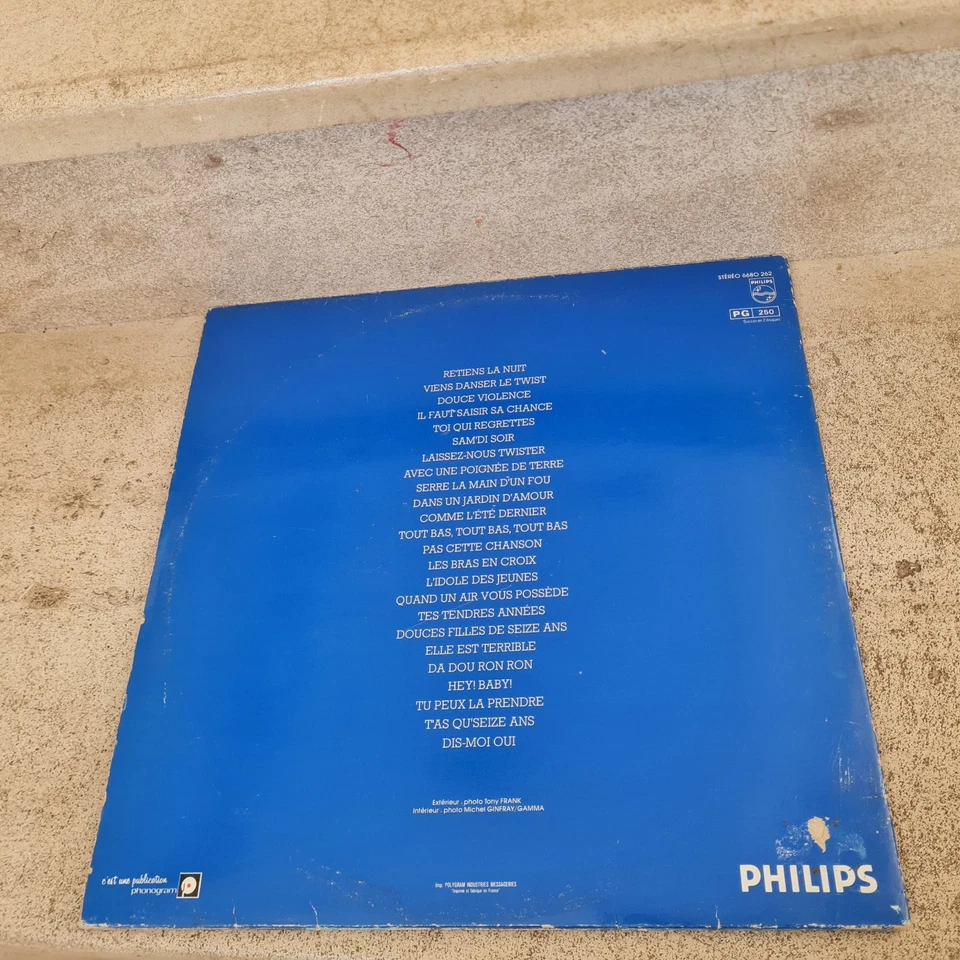 STÉRÉO 6680 262
PHILIPS
PG 250
RETIENS LA NUIT
VIENS DANSER LE TWIST
DOUCE VIOLENCE
IL FAUT SAISIR SA CHANCE
TOI QUI REGRETTES
SAM'DI SOIR
LAISSEZ-NOUS TWISTER
AVEC UNE POIGNÉE DE TERRE
SERRE LA MAIN D'UN FOU
DANS UN JARDIN D'AMOUR
COMME L'ÉTÉ DERNIER
TOUT BAS, TOUT BAS, TOUT BAS
PAS CETTE CHANSON
LES BRAS EN CROIX
L'IDOLE DES JEUNES
QUAND UN AIR VOUS POSSÈDE
TES TENDRES ANNÉES
DOUCES FILLES DE SEIZE ANS
ELLE EST TERRIBLE
DA DOU RON RON
HEY! BABY!
TU PEUX LA PRENDRE
T'AS QU'SEIZE ANS
DIS-MOI OUI
Extérieur : photo Tony FRANK
Intérieur : photo Michel GINFRAY/GAMMA
c'est une publication
phonogram
Imp. POLYGRAM INDUSTRIES MESSAGERIES
"Imprimé et fabriqué en France"
PHILIPS